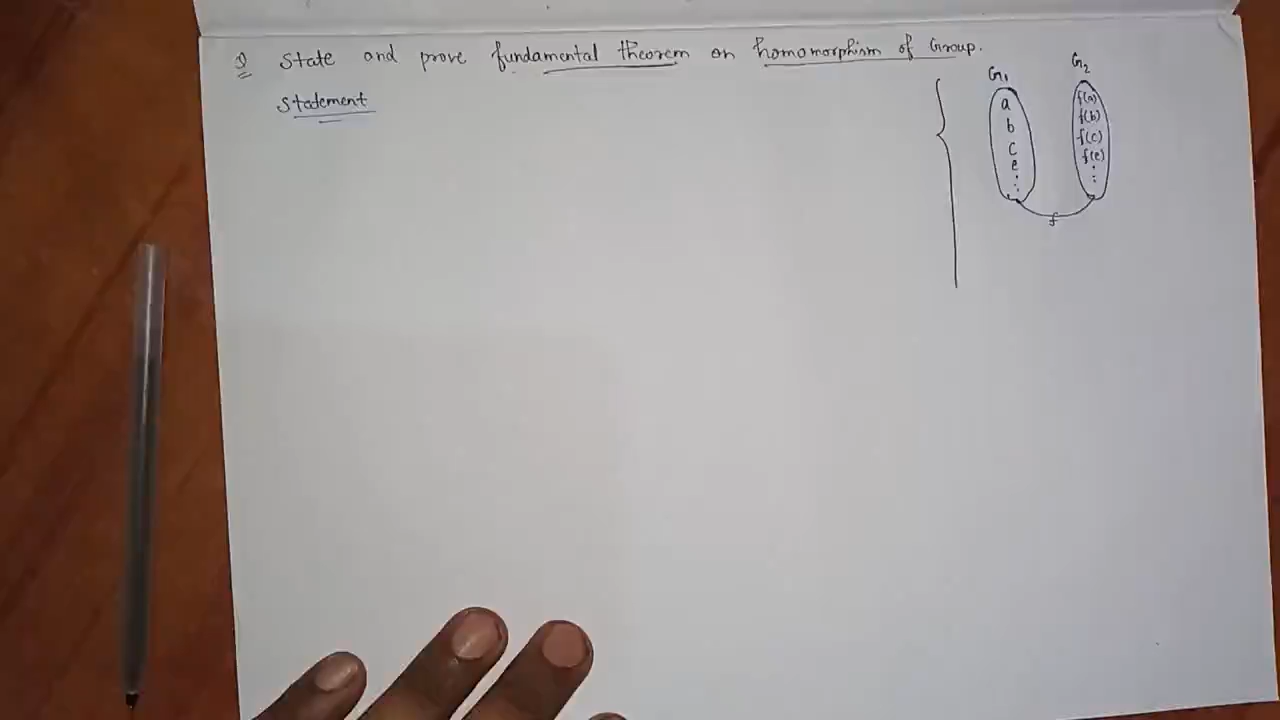 Q State and prove fundamental theorem on homomorphism of Group.
Statement
G₁ G₂
a f(a)
b f(b)
c f(c)
e f(e)
f